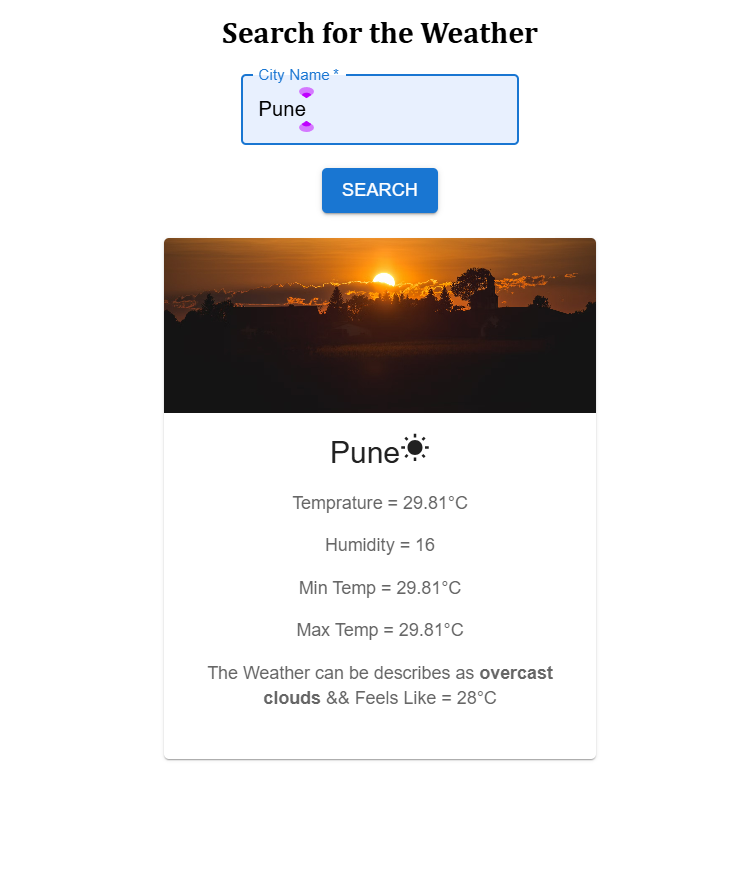 Search for the Weather
City Name *
Pune
SEARCH
Pune
Temprature = 29.81°C
Humidity = 16
Min Temp = 29.81°C
Max Temp = 29.81°C
The Weather can be describes as overcast
clouds && Feels Like = 28°C